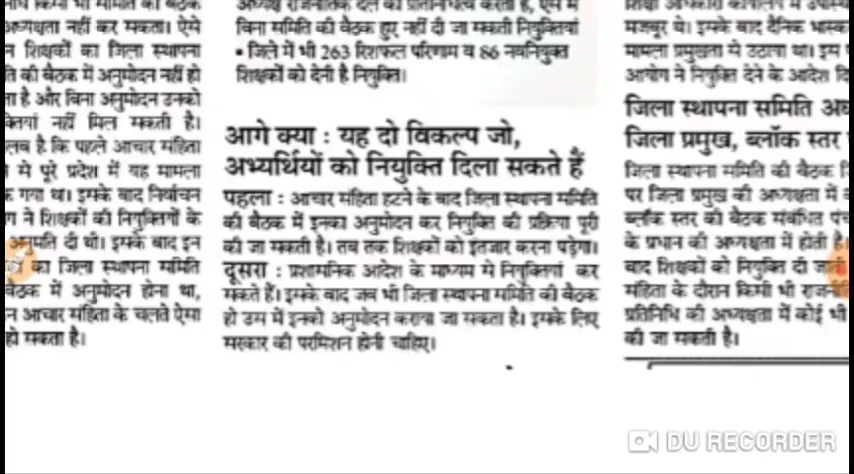 नहीं कर सकता। ऐसे
न शिक्षकों का जिला स्थापना
की बैठक में अनुमोदन नहीं हो
है और बिना अनुमोदन उनको
नहीं मिल सकती है।
है कि पहले आचार संहिता
से पूरे प्रदेश में यह मामला
गया था। इसके बाद निर्वाचन
ने शिक्षकों की नियुक्तियों के
अनुमति दी थी। इसके बाद इन
का जिला स्थापना समिति
बैठक में अनुमोदन होना था,
न आचार संहिता के चलते ऐसा
हो सकता है।
बिना समिति की बैठक हुए नहीं दी जा सकती नियुक्तियां
• जिले में भी 263 रिशफल परिणाम व 86 नवनियुक्त
शिक्षकों को देनी है नियुक्ति।
आगे क्या : यह दो विकल्प जो,
अभ्यर्थियों को नियुक्ति दिला सकते हैं
पहला : आचार संहिता हटने के बाद जिला स्थापना समिति
की बैठक में इनका अनुमोदन कर नियुक्ति की प्रक्रिया पूरी
की जा सकती है। तब तक शिक्षकों को इंतजार करना पड़ेगा।
दूसरा : प्रशासनिक आदेश के माध्यम से नियुक्तियां कर
सकते हैं। इसके बाद जब भी जिला स्थापना समिति की बैठक
हो उस में इनको अनुमोदन कराया जा सकता है। इसके लिए
सरकार की परमिशन होनी चाहिए।
मजबूर थे। इसके बाद दैनिक
मामला प्रमुखता से उठाया था। इस
आयोग ने नियुक्ति देने के आदेश
जिला स्थापना समिति
जिला प्रमुख, ब्लॉक स्तर
जिला स्थापना समिति की बैठक
पर जिला प्रमुख की अध्यक्षता में
ब्लॉक स्तर की बैठक संबंधित
के प्रधान की अध्यक्षता में होती है
बाद शिक्षकों को नियुक्ति दी
संहिता के दौरान किसी भी
प्रतिनिधि की अध्यक्षता में कोई भी
की जा सकती है।
DU RECORDER